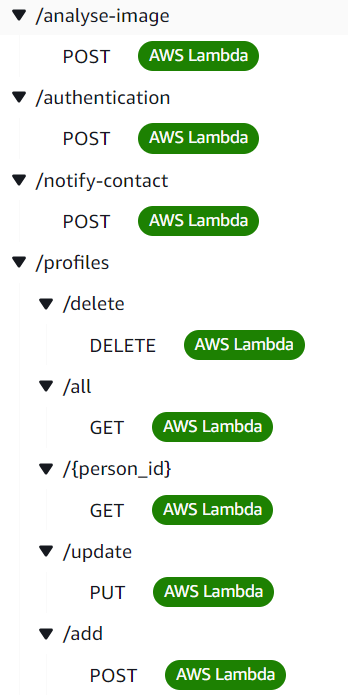 /analyse-image
POST AWS Lambda
/authentication
POST AWS Lambda
/notify-contact
POST AWS Lambda
/profiles
/delete
DELETE AWS Lambda
/all
GET AWS Lambda
/{person_id}
GET AWS Lambda
/update
PUT AWS Lambda
/add
POST AWS Lambda